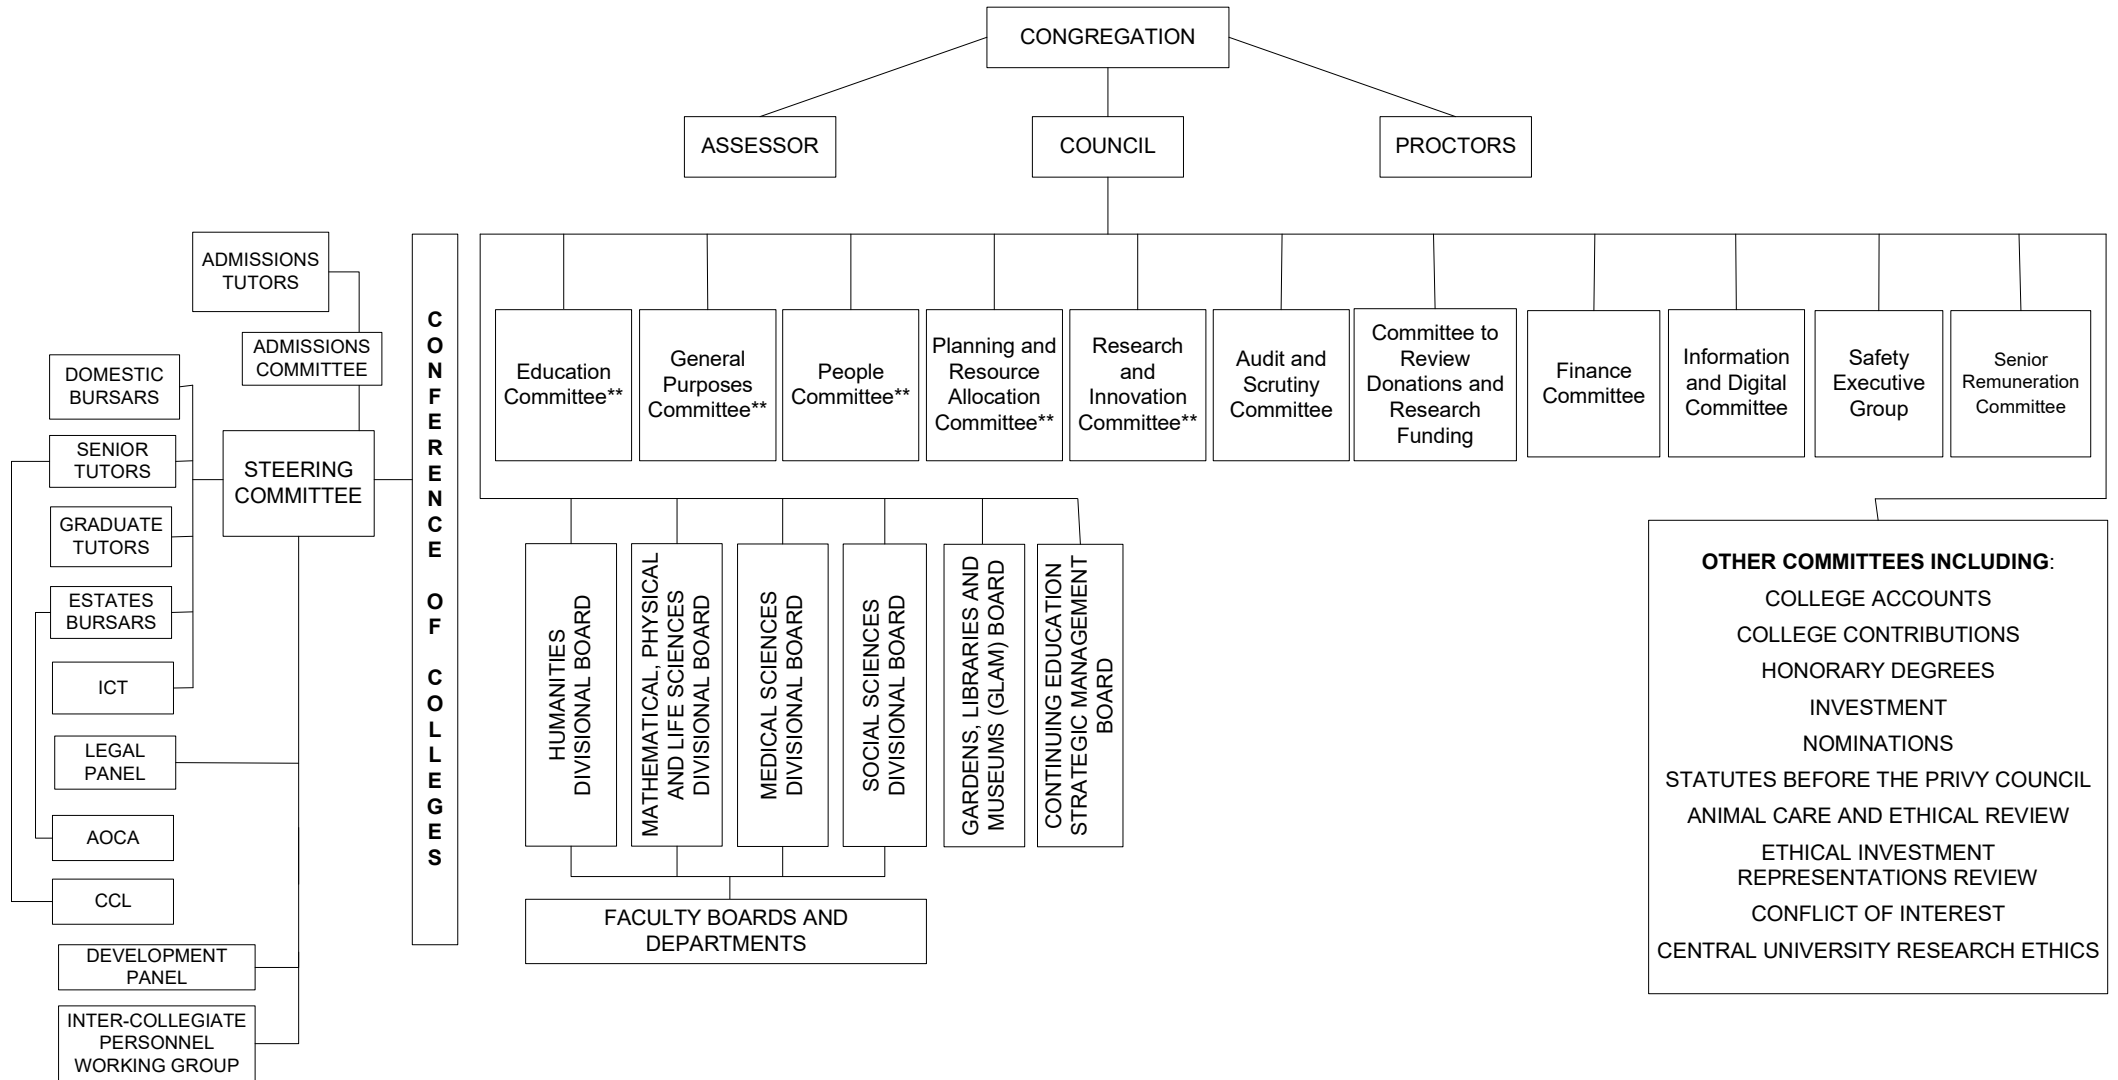 CONGREGATION
ASSESSOR
COUNCIL
PROCTORS
ADMISSIONS
TUTORS
ADMISSIONS
COMMITTEE
DOMESTIC
BURSARS
SENIOR
TUTORS
GRADUATE
TUTORS
ESTATES
BURSARS
ICT
LEGAL
PANEL
AOCA
CCL
DEVELOPMENT
PANEL
INTER-COLLEGIATE
PERSONNEL
WORKING GROUP
STEERING
COMMITTEE
CONFERENCE OF COLLEGES
Education
Committee**
General
Purposes
Committee**
People
Committee**
Planning and
Resource
Allocation
Committee**
Research
and
Innovation
Committee**
Audit and
Scrutiny
Committee
Committee to
Review
Donations and
Research
Funding
Finance
Committee
Information
and Digital
Committee
Safety
Executive
Group
Senior
Remuneration
Committee
HUMANITIES
DIVISIONAL BOARD
MATHEMATICAL, PHYSICAL
AND LIFE SCIENCES
DIVISIONAL BOARD
MEDICAL SCIENCES
DIVISIONAL BOARD
SOCIAL SCIENCES
DIVISIONAL BOARD
GARDENS, LIBRARIES AND
MUSEUMS (GLAM) BOARD
CONTINUING EDUCATION
STRATEGIC MANAGEMENT
BOARD
FACULTY BOARDS AND
DEPARTMENTS
OTHER COMMITTEES INCLUDING:
COLLEGE ACCOUNTS
COLLEGE CONTRIBUTIONS
HONORARY DEGREES
INVESTMENT
NOMINATIONS
STATUTES BEFORE THE PRIVY COUNCIL
ANIMAL CARE AND ETHICAL REVIEW
ETHICAL INVESTMENT
REPRESENTATIONS REVIEW
CONFLICT OF INTEREST
CENTRAL UNIVERSITY RESEARCH ETHICS